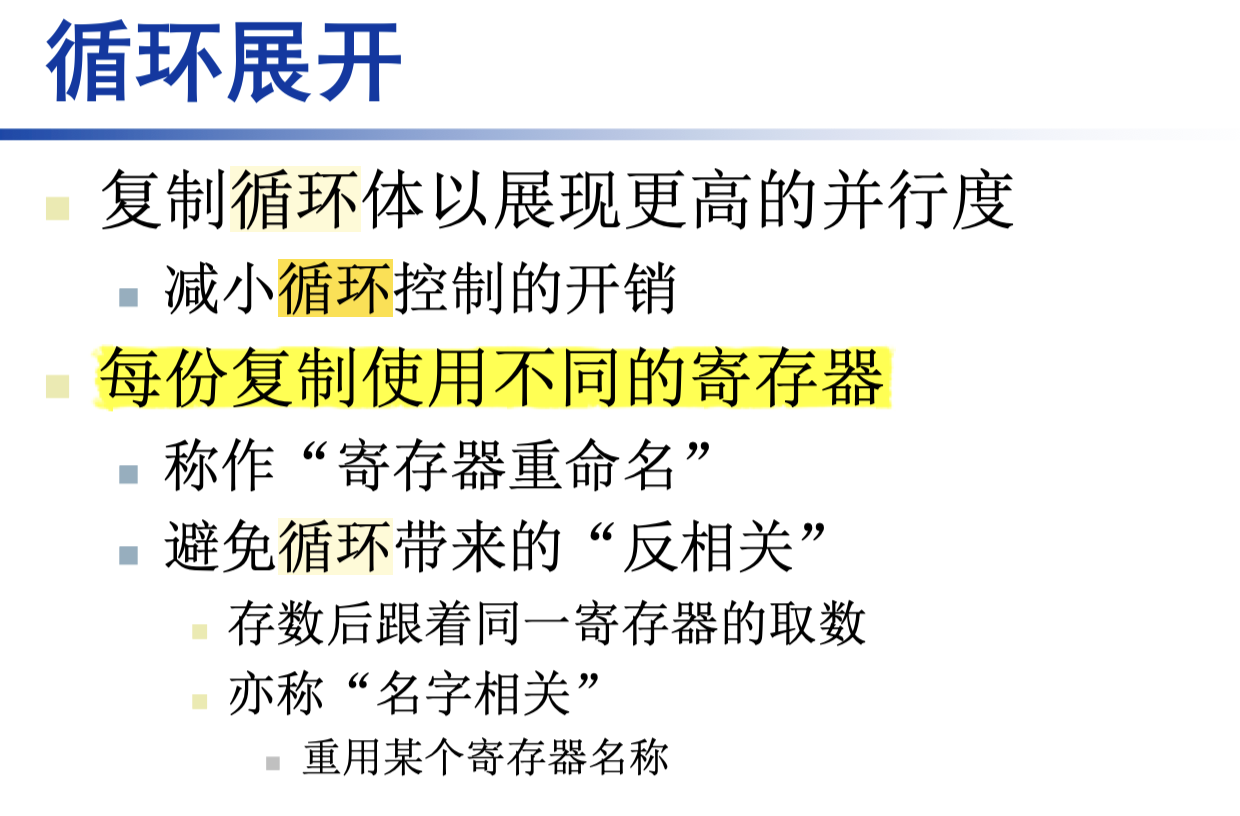 循环展开
复制循环体以展现更高的并行度
减小循环控制的开销
每份复制使用不同的寄存器
称作“寄存器重命名”
避免循环带来的“反相关”
存数后跟着同一寄存器的取数
亦称“名字相关”
重用某个寄存器名称